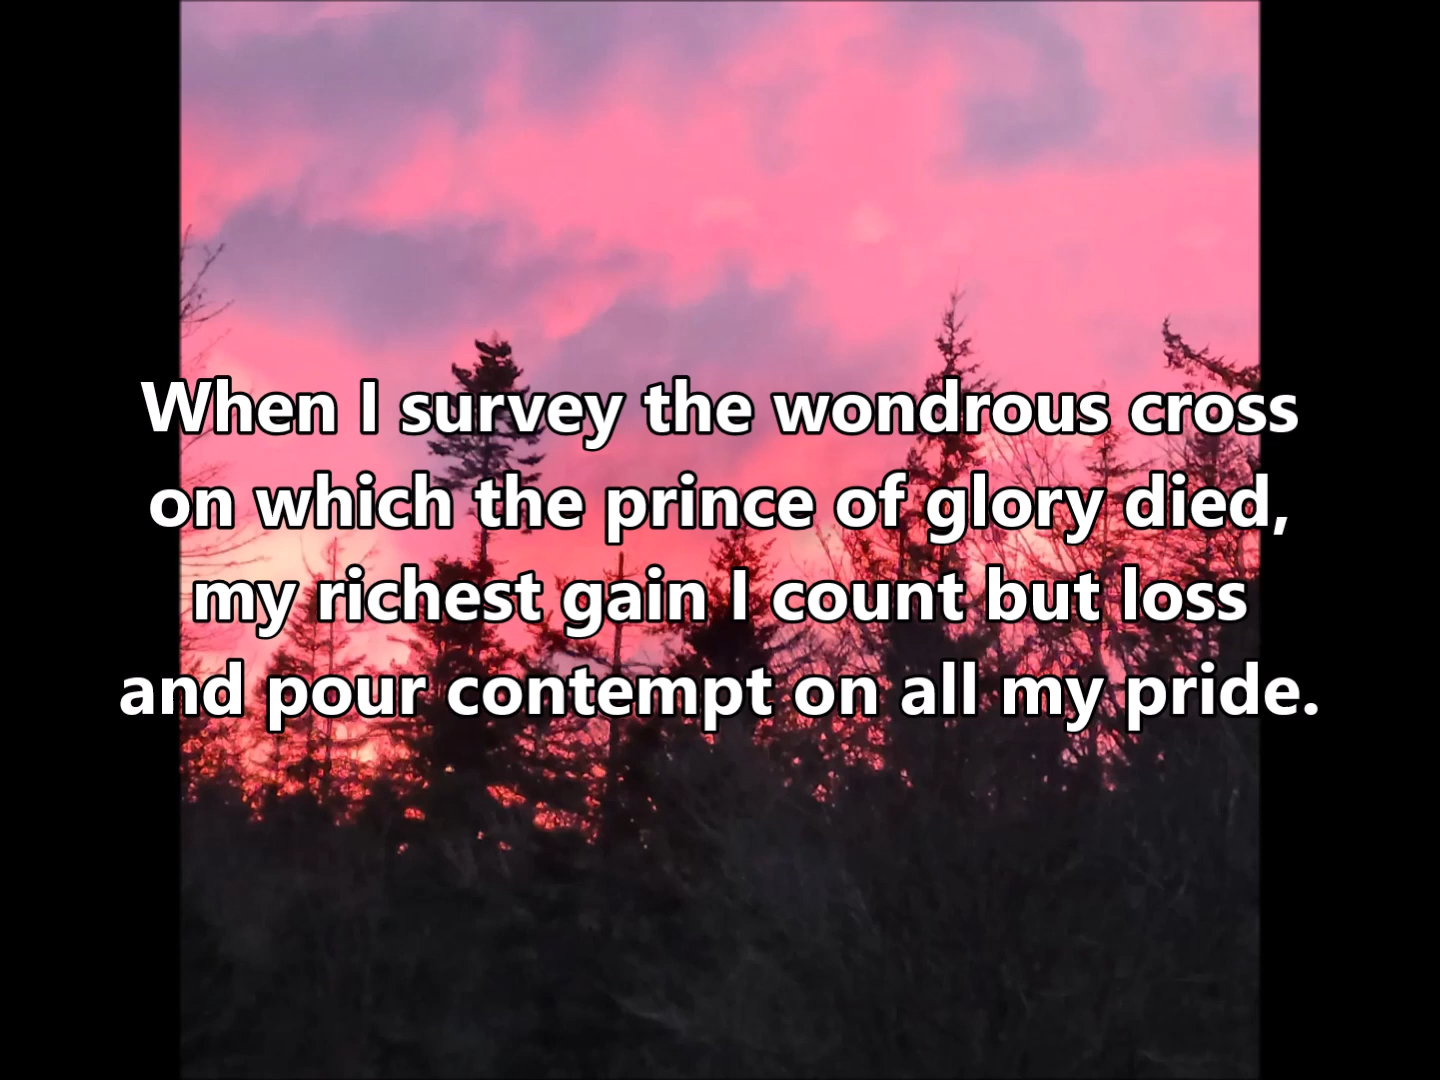 When I survey the wondrous cross
on which the prince of glory died,
my richest gain I count but loss
and pour contempt on all my pride.